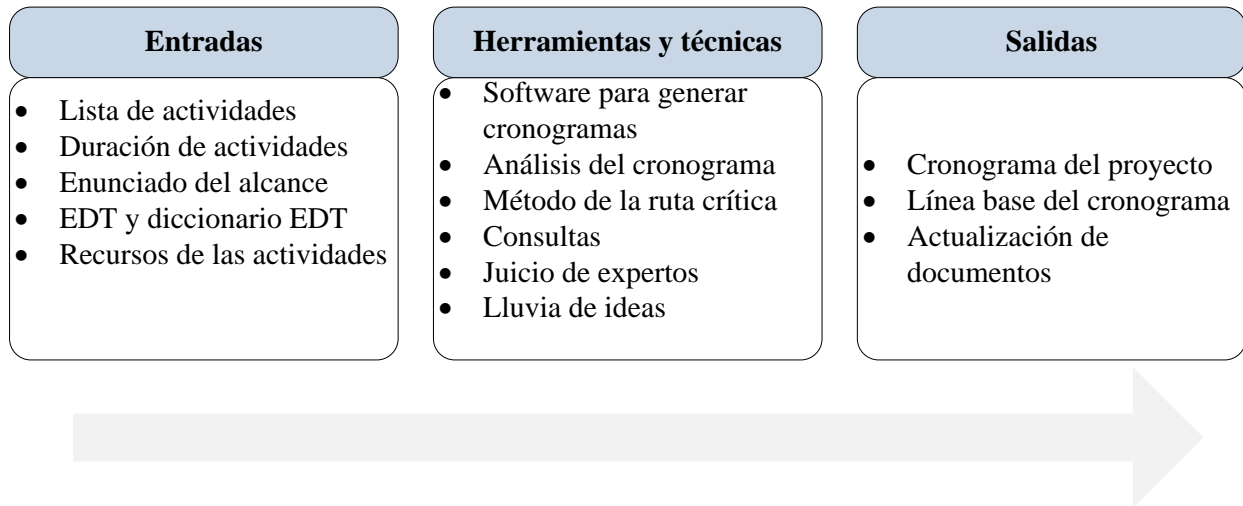 Entradas
• Lista de actividades
• Duración de actividades
• Enunciado del alcance
• EDT y diccionario EDT
• Recursos de las actividades
Herramientas y técnicas
• Software para generar
cronogramas
• Análisis del cronograma
• Método de la ruta crítica
• Consultas
• Juicio de expertos
• Lluvia de ideas
Salidas
• Cronograma del proyecto
• Línea base del cronograma
• Actualización de
documentos